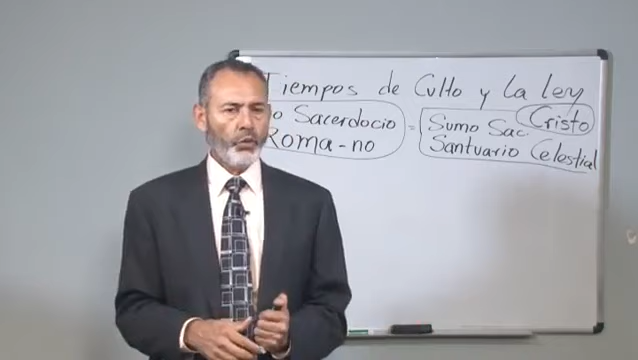 Tiempos de Culto y La Ley
Sacerdocio
Roma-no
=
Sumo Sac. Cristo
Santuario Celestial